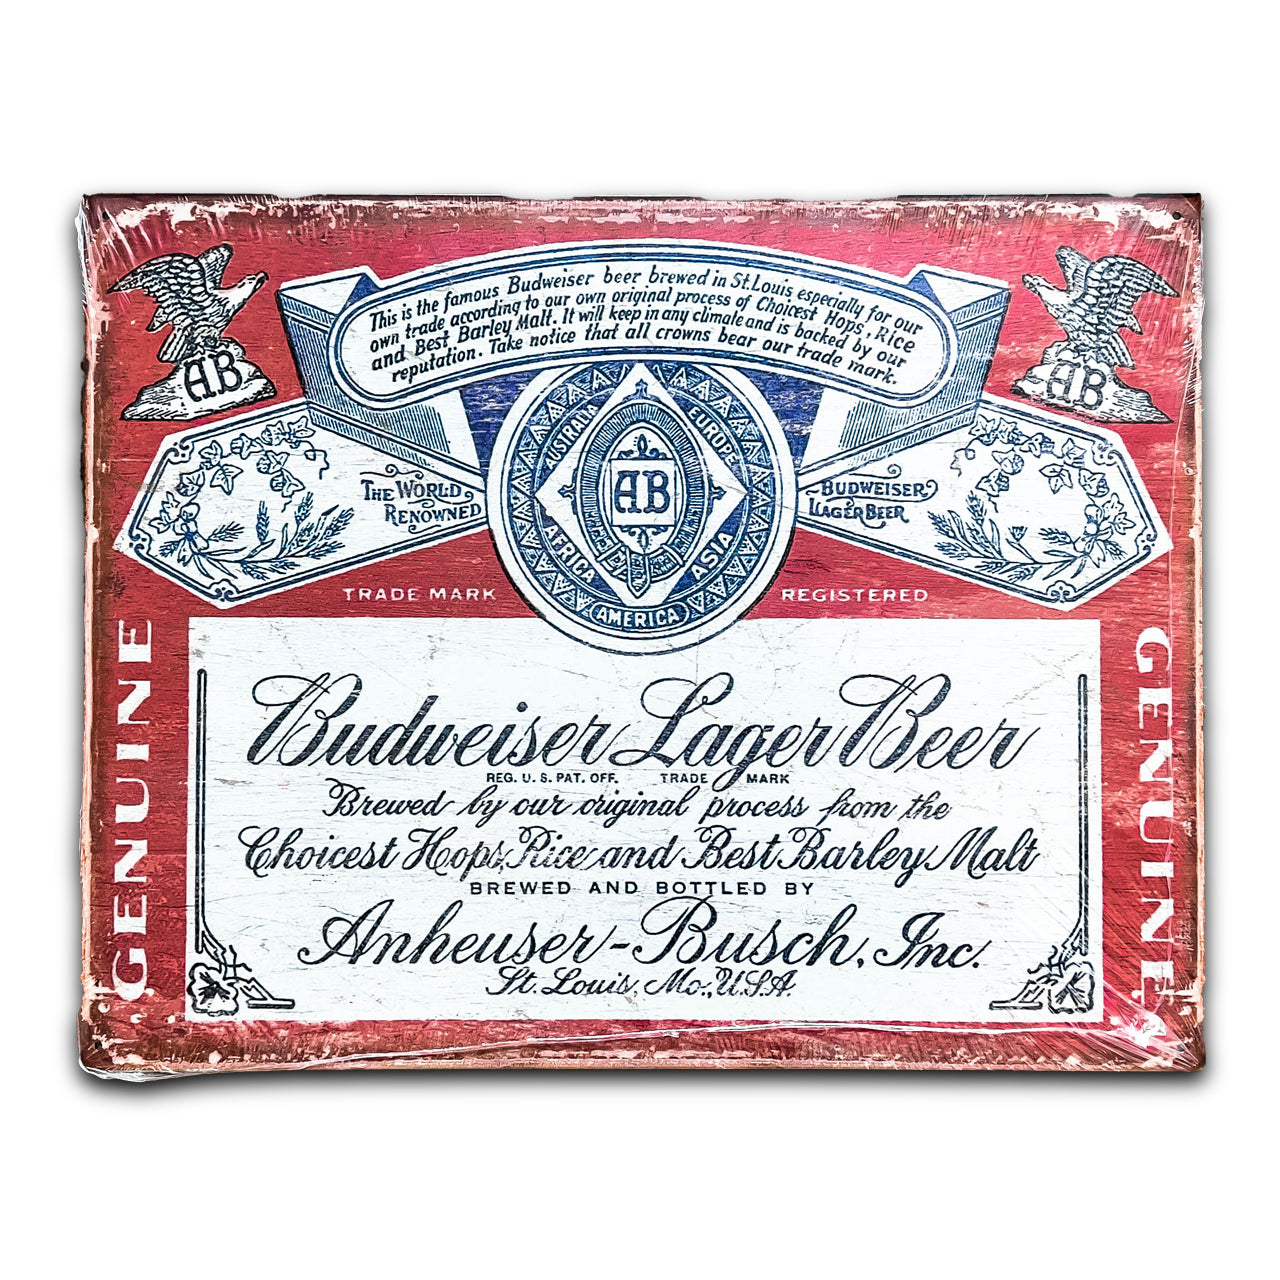 This is the famous Budweiser beer brewed in St. Louis especially for our
own trade according to our own original process of Choicest Hops, Rice
and Best Barley Malt. It will keep in any climate and is backed by our
reputation. Take notice that all crowns bear our trade mark.
AB
AB
AUSTRALIA
EUROPE
AB
AFRICA
ASIA
AMERICA
THE WORLD
RENOWNED
BUDWEISER
LAGER BEER
TRADE MARK
REGISTERED
GENUINE
GENUINE
Budweiser Lager Beer
REG. U. S. PAT. OFF. TRADE MARK
Brewed by our original process from the
Choicest Hops, Rice and Best Barley Malt
BREWED AND BOTTLED BY
Anheuser-Busch, Inc.
St. Louis, Mo., U.S.A.